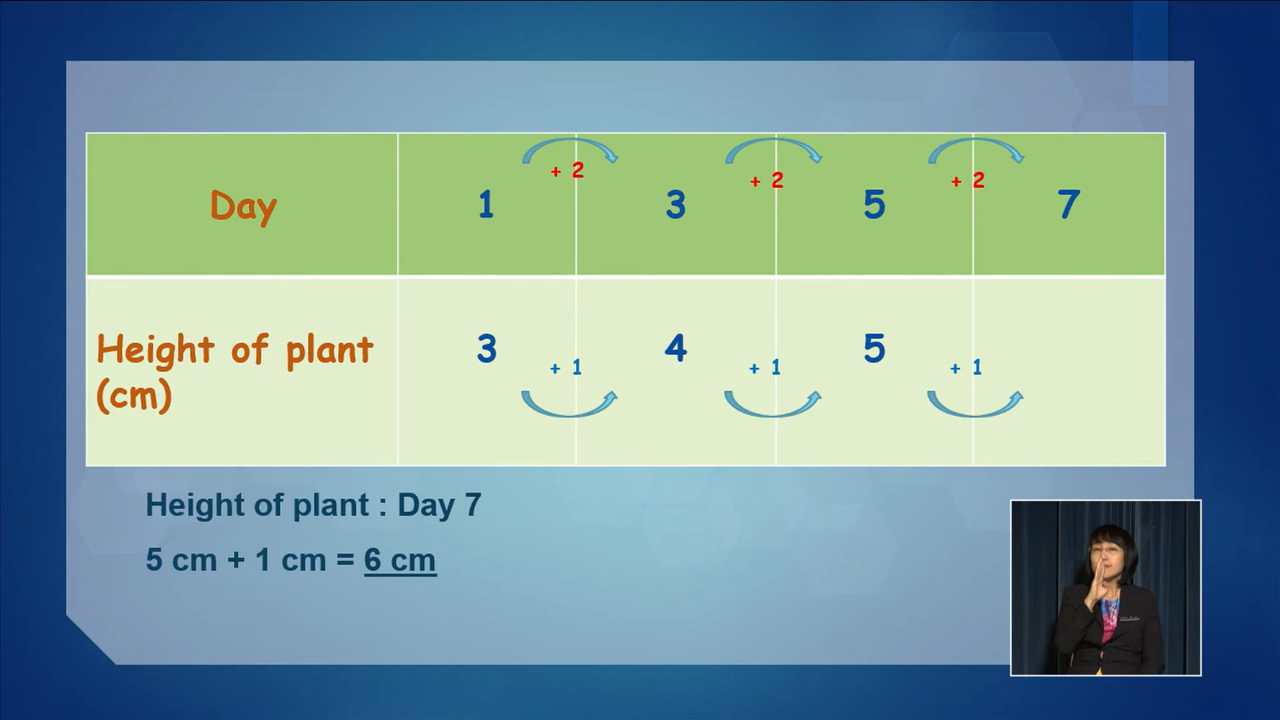 Day 1 3 5 7
+ 2 + 2 + 2
Height of plant
(cm)
3 4 5
+ 1 + 1 + 1
Height of plant : Day 7
5 cm + 1 cm = 6 cm